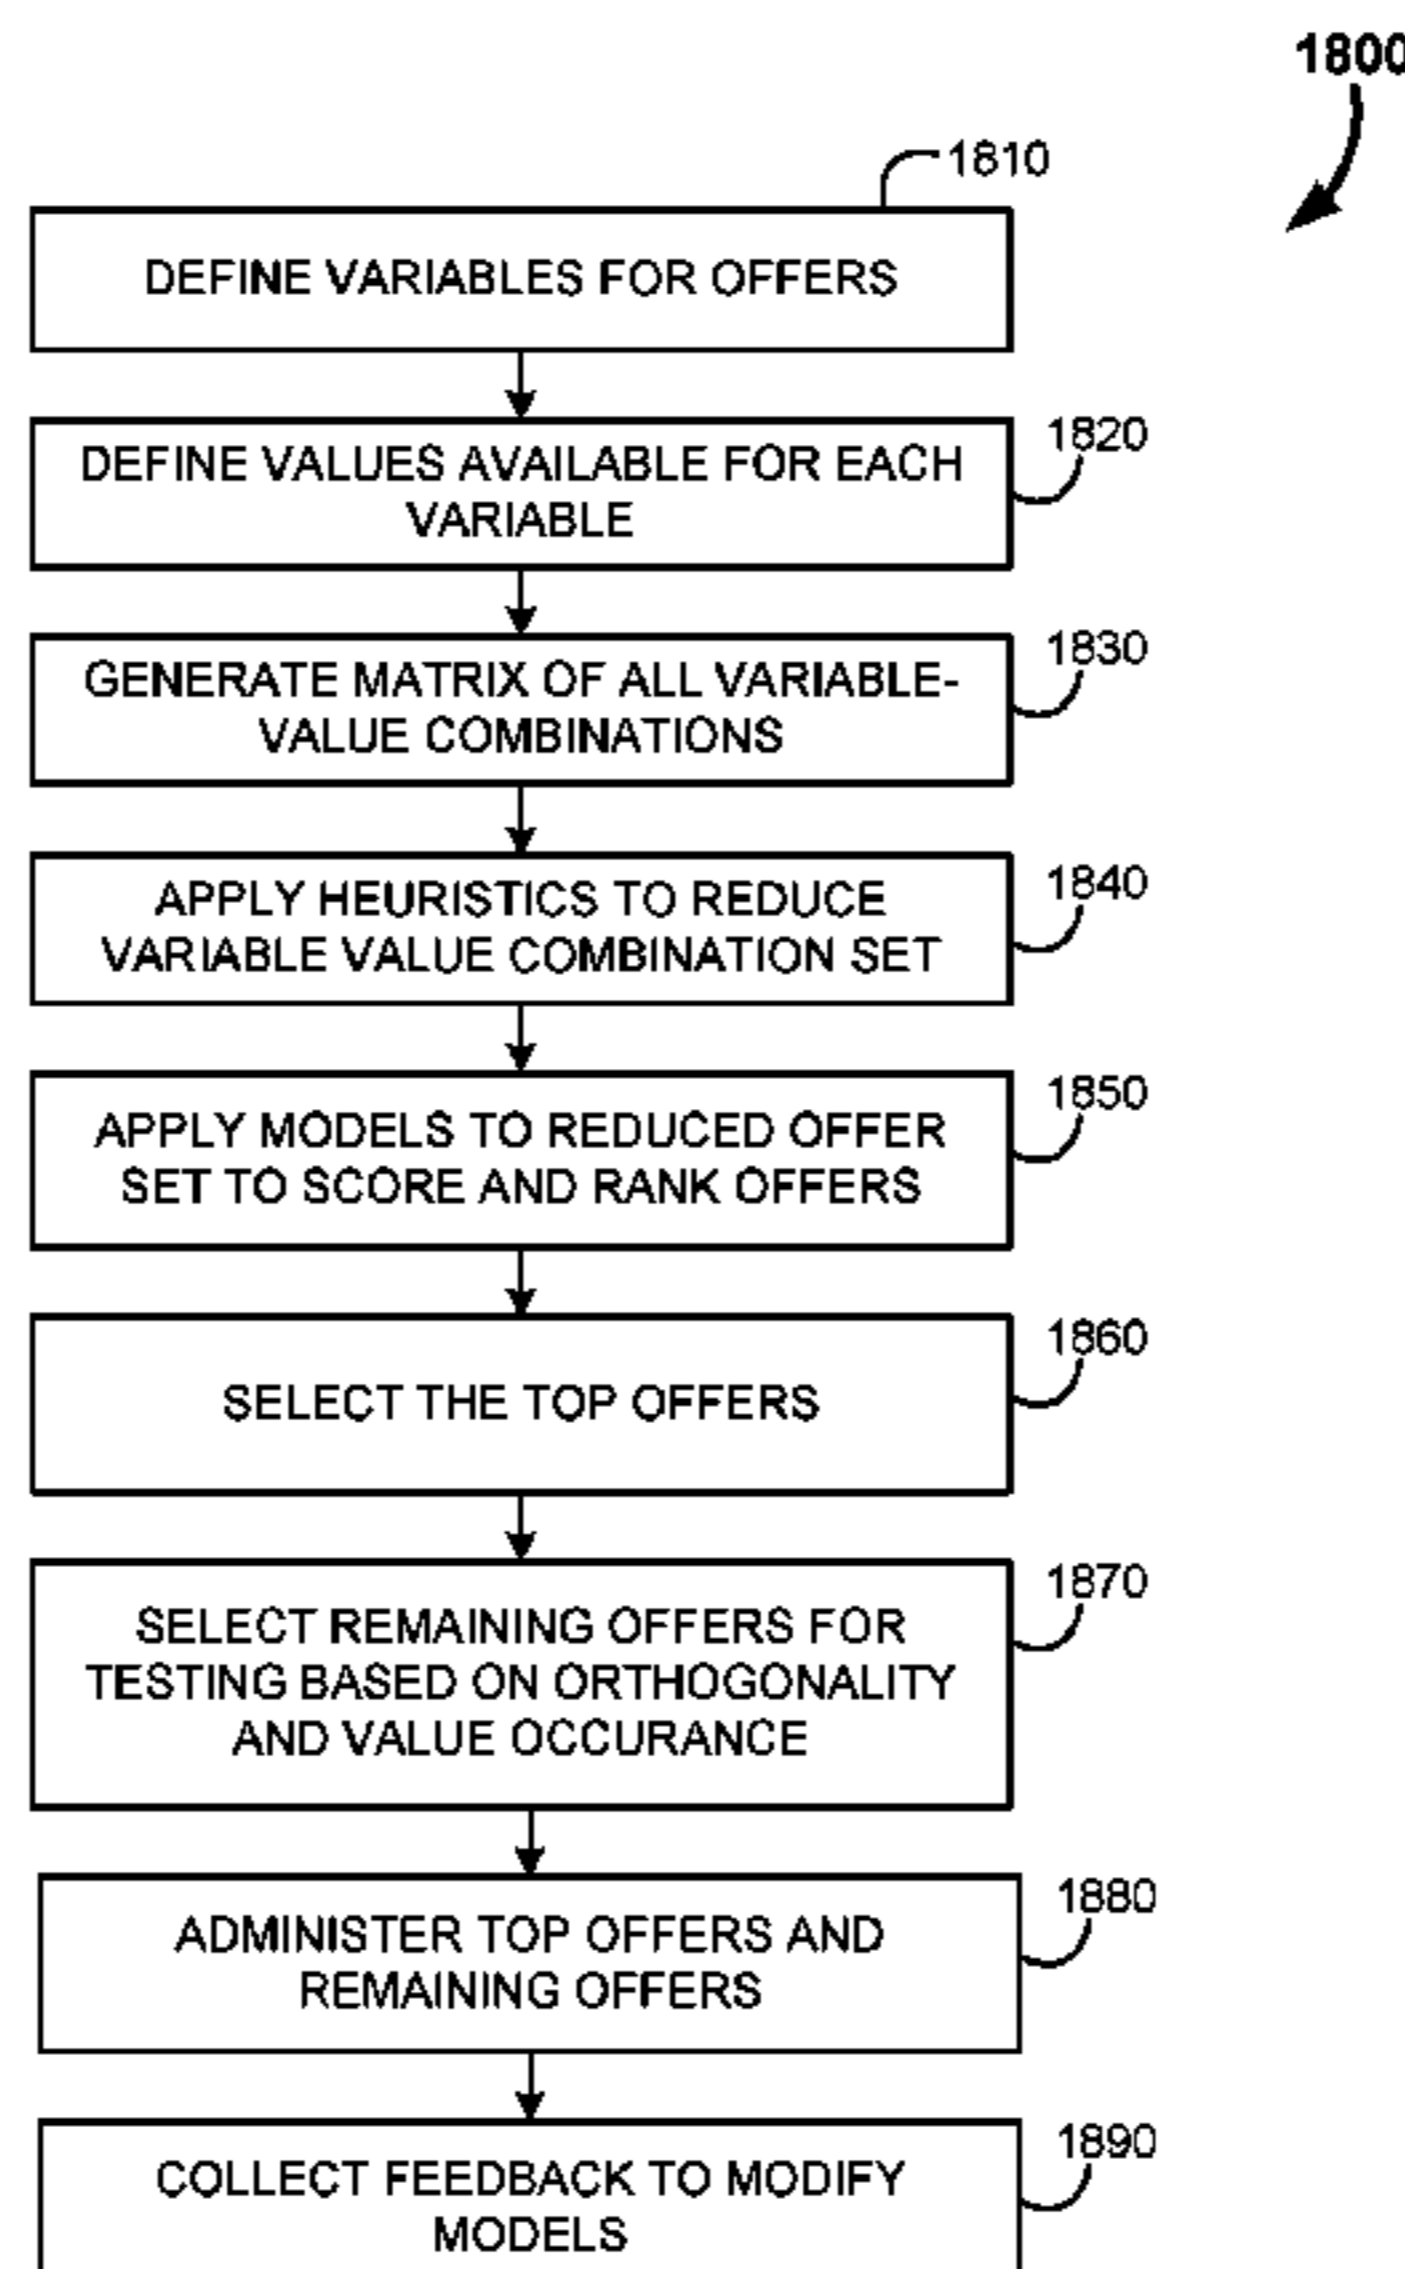 1800
1810
DEFINE VARIABLES FOR OFFERS
1820
DEFINE VALUES AVAILABLE FOR EACH
VARIABLE
1830
GENERATE MATRIX OF ALL VARIABLE-
VALUE COMBINATIONS
1840
APPLY HEURISTICS TO REDUCE
VARIABLE VALUE COMBINATION SET
1850
APPLY MODELS TO REDUCED OFFER
SET TO SCORE AND RANK OFFERS
1860
SELECT THE TOP OFFERS
1870
SELECT REMAINING OFFERS FOR
TESTING BASED ON ORTHOGONALITY
AND VALUE OCCURANCE
1880
ADMINISTER TOP OFFERS AND
REMAINING OFFERS
1890
COLLECT FEEDBACK TO MODIFY
MODELS